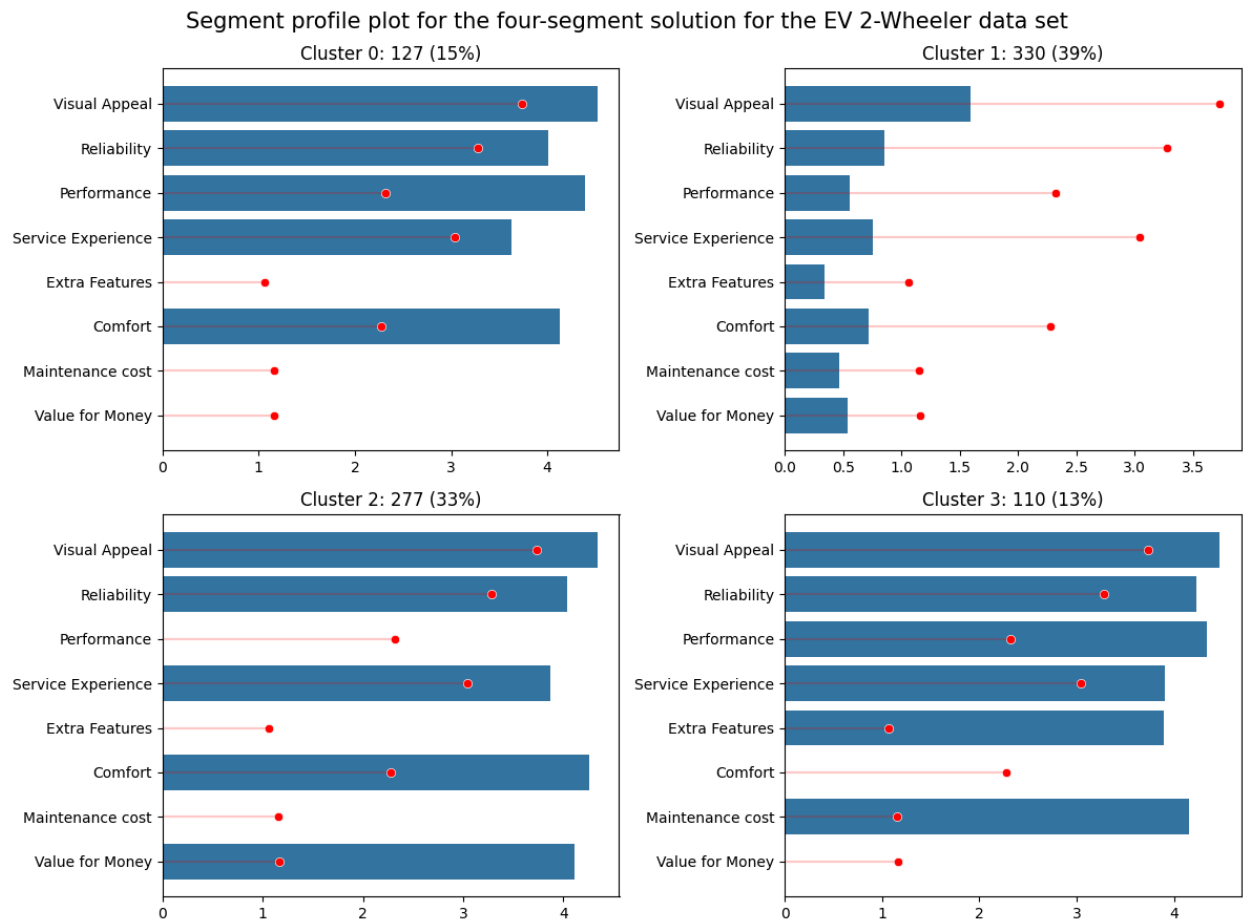 Segment profile plot for the four-segment solution for the EV 2-Wheeler data set
Cluster 0: 127 (15%)
Visual Appeal
Reliability
Performance
Service Experience
Extra Features
Comfort
Maintenance cost
Value for Money
0 1 2 3 4
Cluster 1: 330 (39%)
Visual Appeal
Reliability
Performance
Service Experience
Extra Features
Comfort
Maintenance cost
Value for Money
0.0 0.5 1.0 1.5 2.0 2.5 3.0 3.5
Cluster 2: 277 (33%)
Visual Appeal
Reliability
Performance
Service Experience
Extra Features
Comfort
Maintenance cost
Value for Money
0 1 2 3 4
Cluster 3: 110 (13%)
Visual Appeal
Reliability
Performance
Service Experience
Extra Features
Comfort
Maintenance cost
Value for Money
0 1 2 3 4